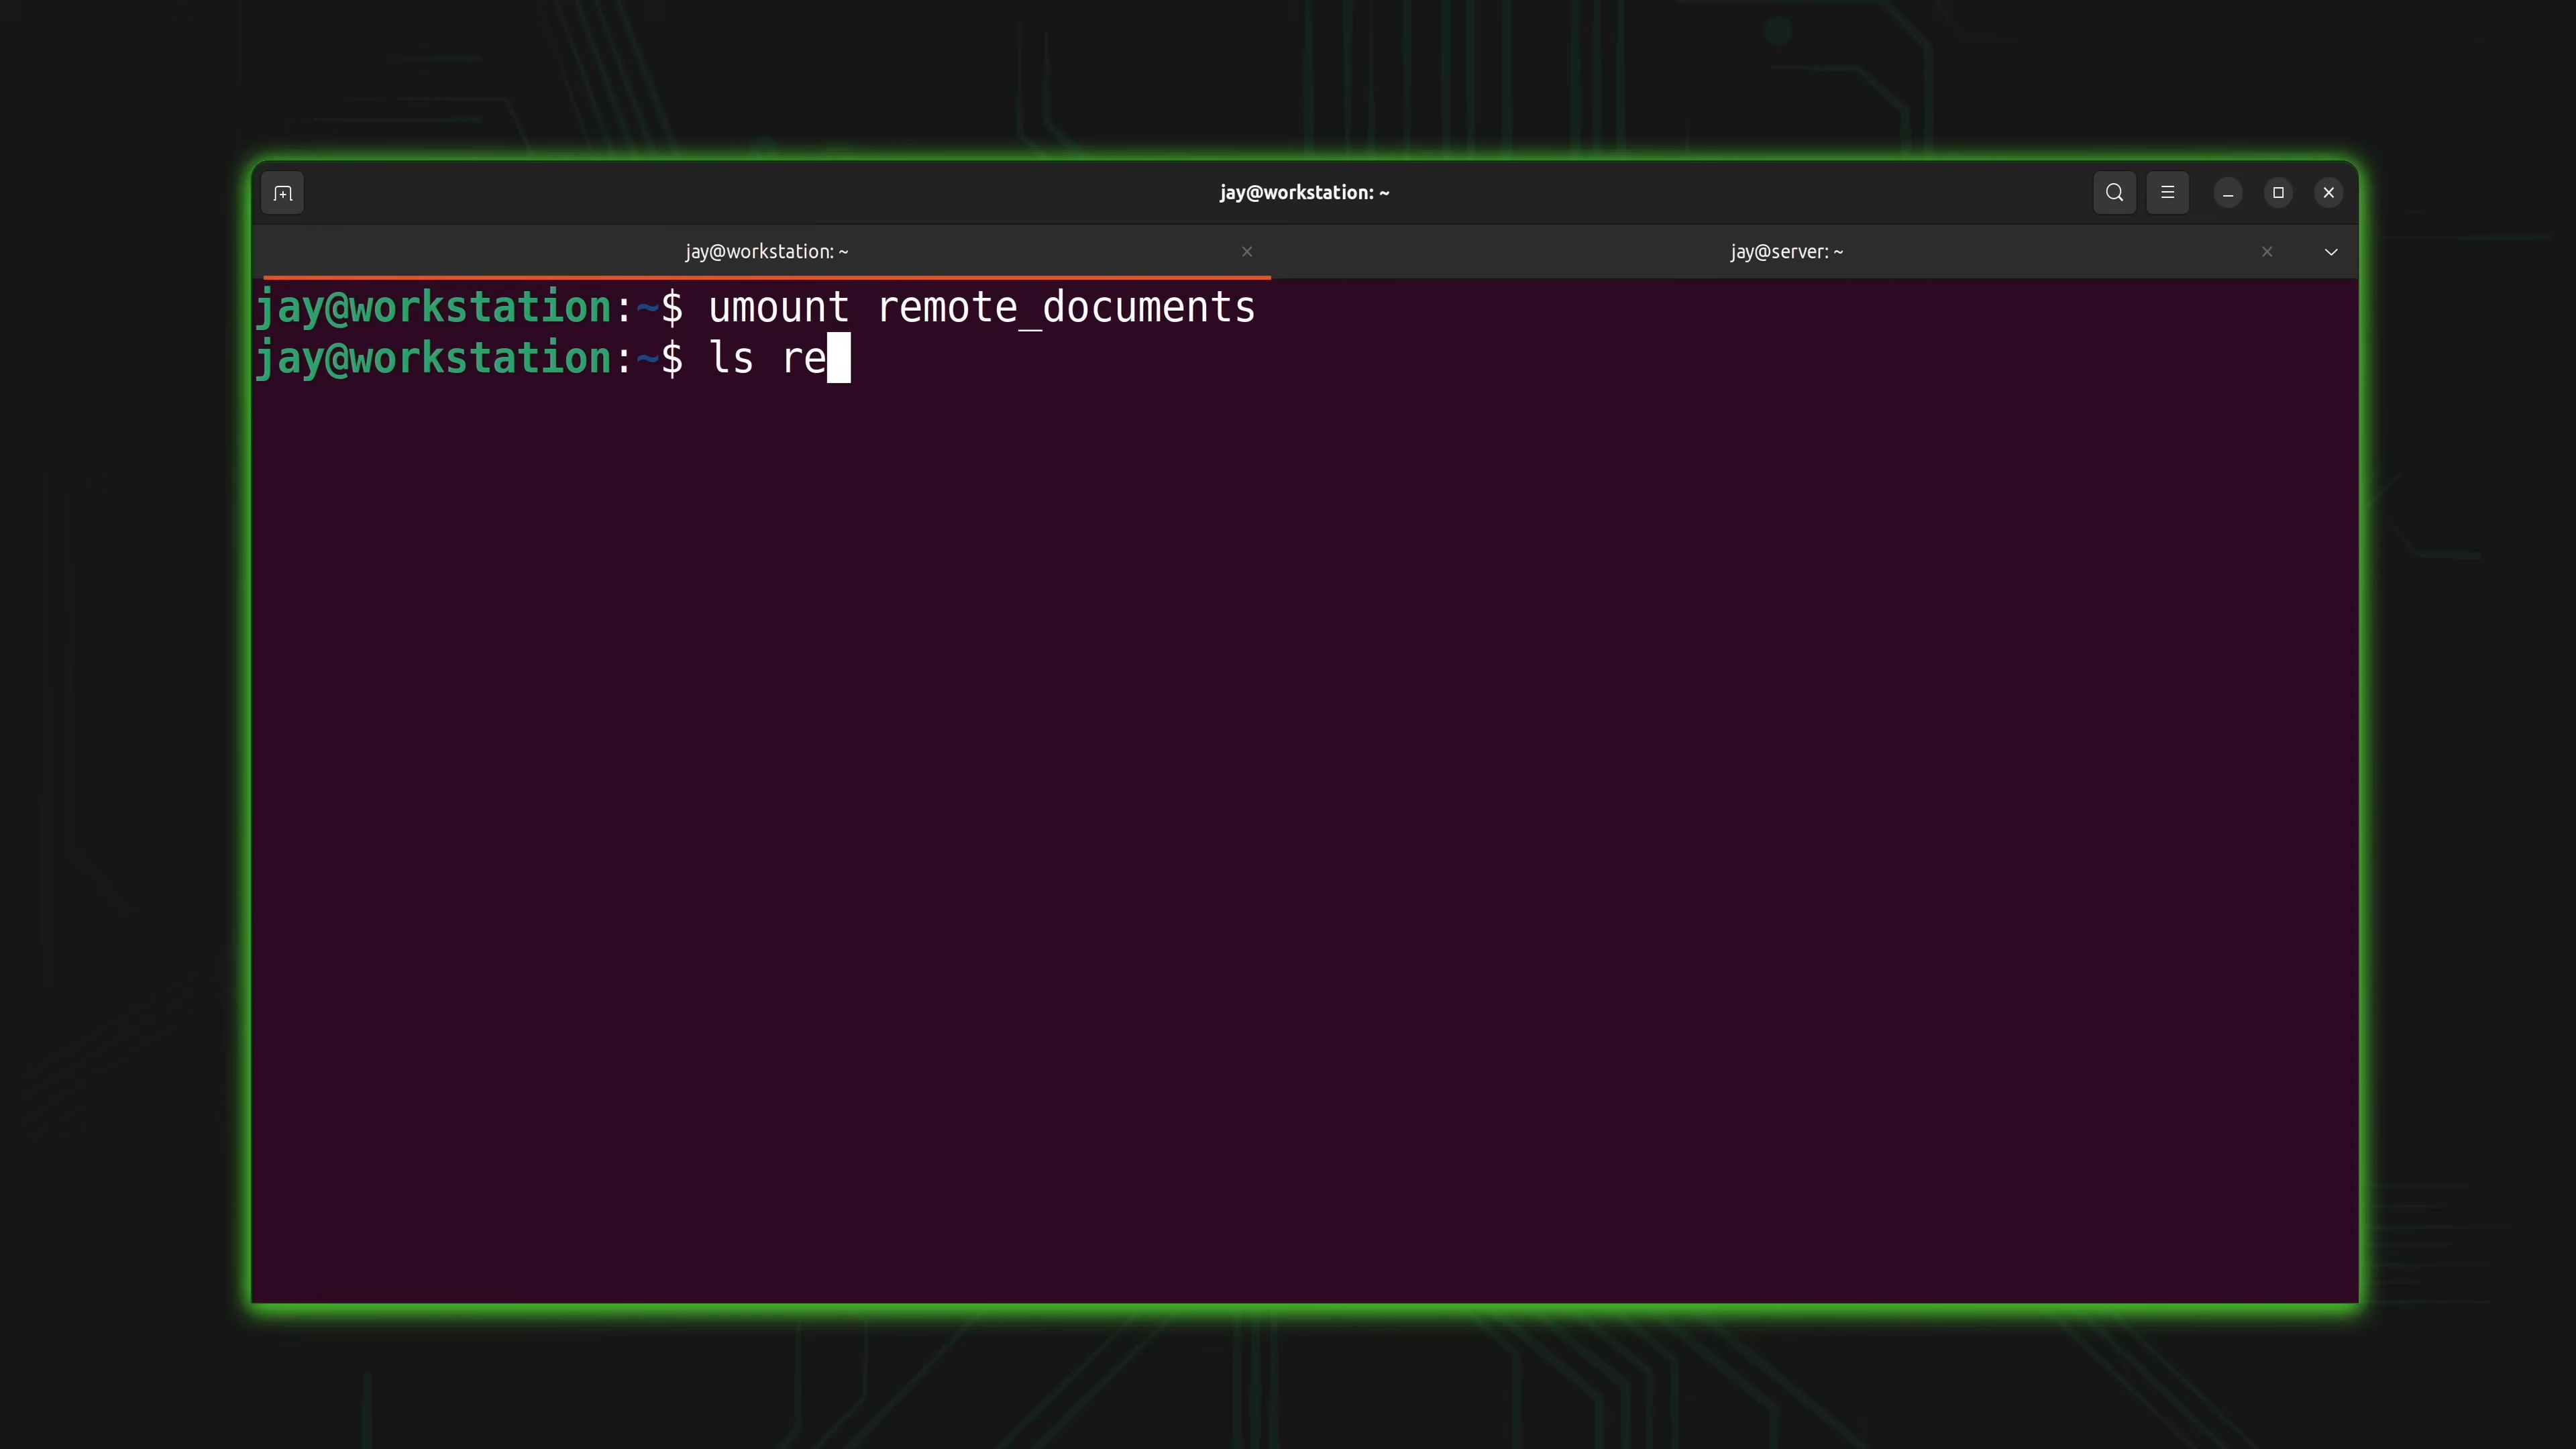 jay@workstation: ~
jay@workstation: ~
jay@server: ~
jay@workstation:~$ umount remote_documents
jay@workstation:~$ ls re